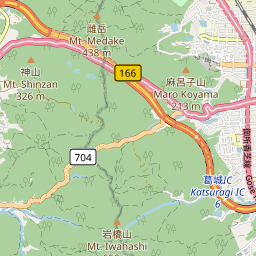 雌岳
Mt. Medake
438 m
神山
Mt. Shinzan
326 m
166
麻呂子山
Maro Koyama
213 m
704
葛城IC
Katsuragi IC
6
岩橋山
Mt. Iwahashi